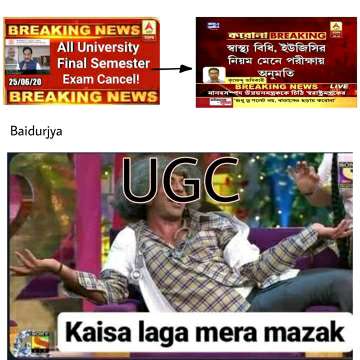 BREAKING NEWS
All University
Final Semester
Exam Cancel!
25/06/20
BREAKING NEWS
করোনা BREAKING
স্বাস্থ্য বিধি, ইউজিসির
নিয়ম মেনে পরীক্ষায়
অনুমতি
BREAKING NEWS LIVE
Baidurjya
UGC
Kaisa laga mera mazak